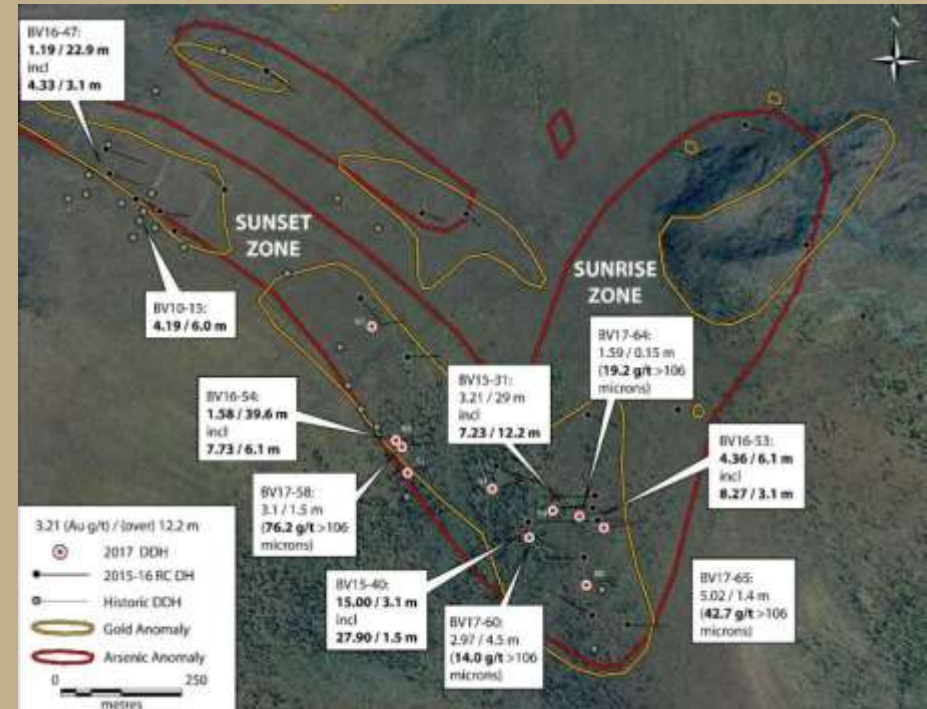 BV16-47:
1.19 / 22.9 m
incl
4.33 / 3.1 m
SUNSET
ZONE
SUNRISE
ZONE
BV10-15:
4.19 / 6.0 m
BV17-64:
1.59 / 0.15 m
(19.2 g/t >106
microns)
BV15-31:
3.21 / 29 m
incl
7.23 / 12.2 m
BV16-54:
1.58 / 39.6 m
incl
7.73 / 6.1 m
BV16-53:
4.36 / 6.1 m
incl
8.27 / 3.1 m
BV17-58:
3.1 / 1.5 m
(76.2 g/t >106
microns)
BV15-40:
15.00 / 3.1 m
incl
27.90 / 1.5 m
BV17-60:
2.97 / 4.5 m
(14.0 g/t >106
microns)
BV17-65:
5.02 / 1.4 m
(42.7 g/t >106
microns)
3.21 (Au g/t) / (over) 12.2 m
2017 DDH
2015-16 RC DH
Historic DDH
Gold Anomaly
Arsenic Anomaly
0 250
metres